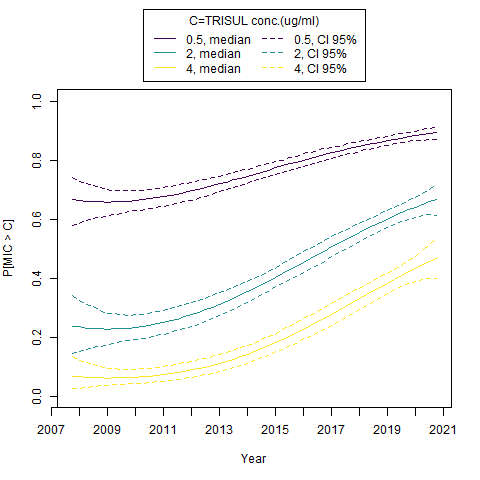 C=TRISUL conc.(ug/ml)
0.5, median 0.5, CI 95%
2, median 2, CI 95%
4, median 4, CI 95%
1.0
0.8
0.6
0.4
0.2
0.0
P[MIC > C]
2007 2009 2011 2013 2015 2017 2019 2021
Year